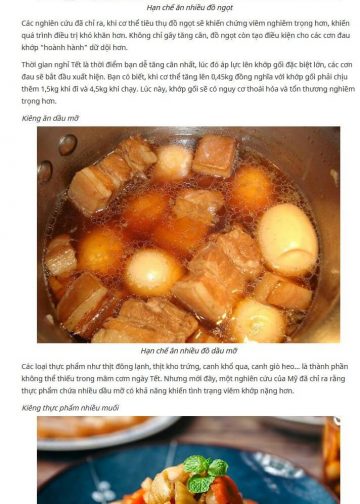 Hạn chế ăn nhiều đồ ngọt
Các nghiên cứu đã chỉ ra, khi cơ thể tiêu thụ đồ ngọt sẽ khiến chứng viêm nghiêm trọng hơn, khiến
quá trình điều trị khó khăn hơn. Không chỉ gây tăng cân, đồ ngọt còn tạo điều kiện cho các cơn đau
khớp "hoành hành" dữ dội hơn.
Thời gian nghỉ Tết là thời điểm bạn dễ tăng cân nhất, lúc đó áp lực lên khớp gối đặc biệt lớn, các cơn
đau sẽ bắt đầu xuất hiện. Bạn có biết, khi cơ thể tăng lên 0,45kg đồng nghĩa với khớp gối phải chịu
thêm 1,5kg khi đi và 4,5kg khi chạy. Lúc này, khớp gối sẽ có nguy cơ thoái hóa và tổn thương nghiêm
trọng hơn.
Kiêng ăn dầu mỡ
Hạn chế ăn nhiều đồ dầu mỡ
Các loại thực phẩm như thịt đông lạnh, thịt kho trứng, canh khổ qua, canh giò heo... là thành phần
không thể thiếu trong mâm cơm ngày Tết. Nhưng mới đây, một nghiên cứu của Mỹ đã chỉ ra rằng
thực phẩm chứa nhiều dầu mỡ có khả năng khiến tình trạng viêm khớp nặng hơn.
Kiêng thực phẩm nhiều muối